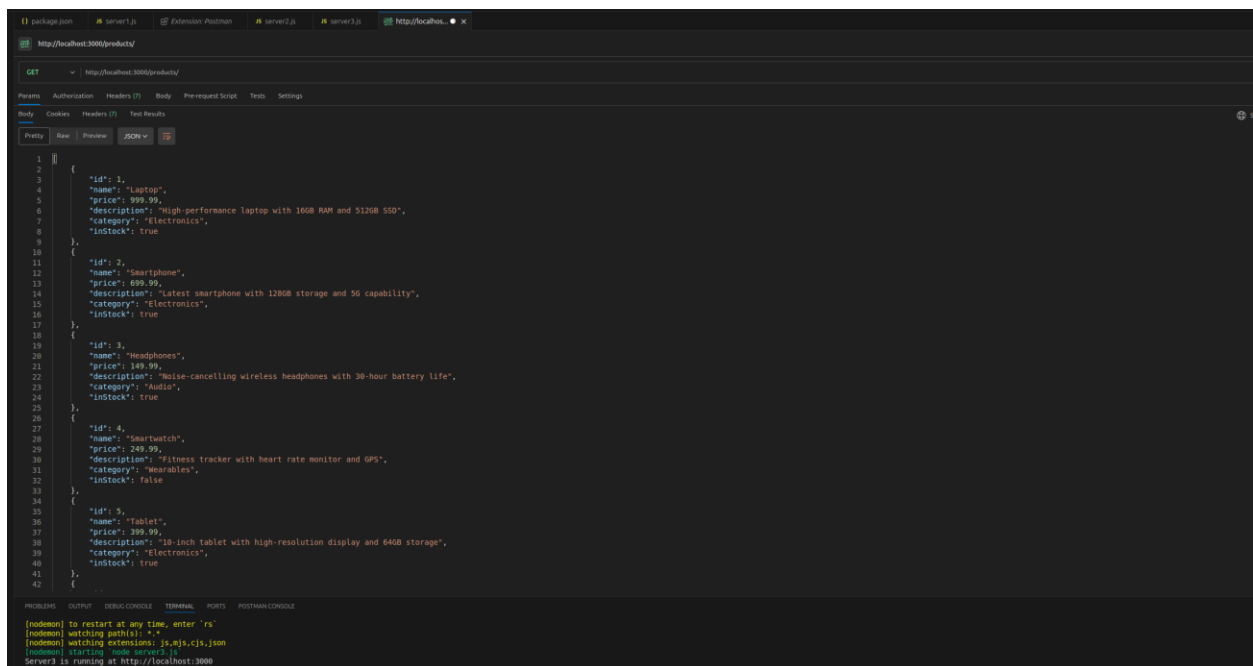 {} package.json JS server1.js Extension: Postman JS server2.js JS server3.js http://localhos...
http://localhost:3000/products/
GET http://localhost:3000/products/
Params Authorization Headers (7) Body Pre-request Script Tests Settings
Body Cookies Headers (7) Test Results
Pretty Raw Preview JSON
1 [
2 {
3 "id": 1,
4 "name": "Laptop",
5 "price": 999.99,
6 "description": "High-performance laptop with 16GB RAM and 512GB SSD",
7 "category": "Electronics",
8 "inStock": true
9 },
10 {
11 "id": 2,
12 "name": "Smartphone",
13 "price": 699.99,
14 "description": "Latest smartphone with 128GB storage and 5G capability",
15 "category": "Electronics",
16 "inStock": true
17 },
18 {
19 "id": 3,
20 "name": "Headphones",
21 "price": 149.99,
22 "description": "Noise-cancelling wireless headphones with 30-hour battery life",
23 "category": "Audio",
24 "inStock": true
25 },
26 {
27 "id": 4,
28 "name": "Smartwatch",
29 "price": 249.99,
30 "description": "Fitness tracker with heart rate monitor and GPS",
31 "category": "Wearables",
32 "inStock": false
33 },
34 {
35 "id": 5,
36 "name": "Tablet",
37 "price": 399.99,
38 "description": "10-inch tablet with high-resolution display and 64GB storage",
39 "category": "Electronics",
40 "inStock": true
41 },
42 {
PROBLEMS OUTPUT DEBUG CONSOLE TERMINAL PORTS POSTMAN CONSOLE
[nodemon] to restart at any time, enter `rs`
[nodemon] watching path(s): *.*
[nodemon] watching extensions: js,mjs,cjs,json
[nodemon] starting `node server3.js`
Server3 is running at http://localhost:3000